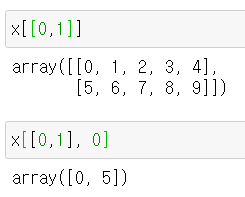 x[[0,1]]
array([[0, 1, 2, 3, 4],
       [5, 6, 7, 8, 9]])
x[[0,1], 0]
array([0, 5])